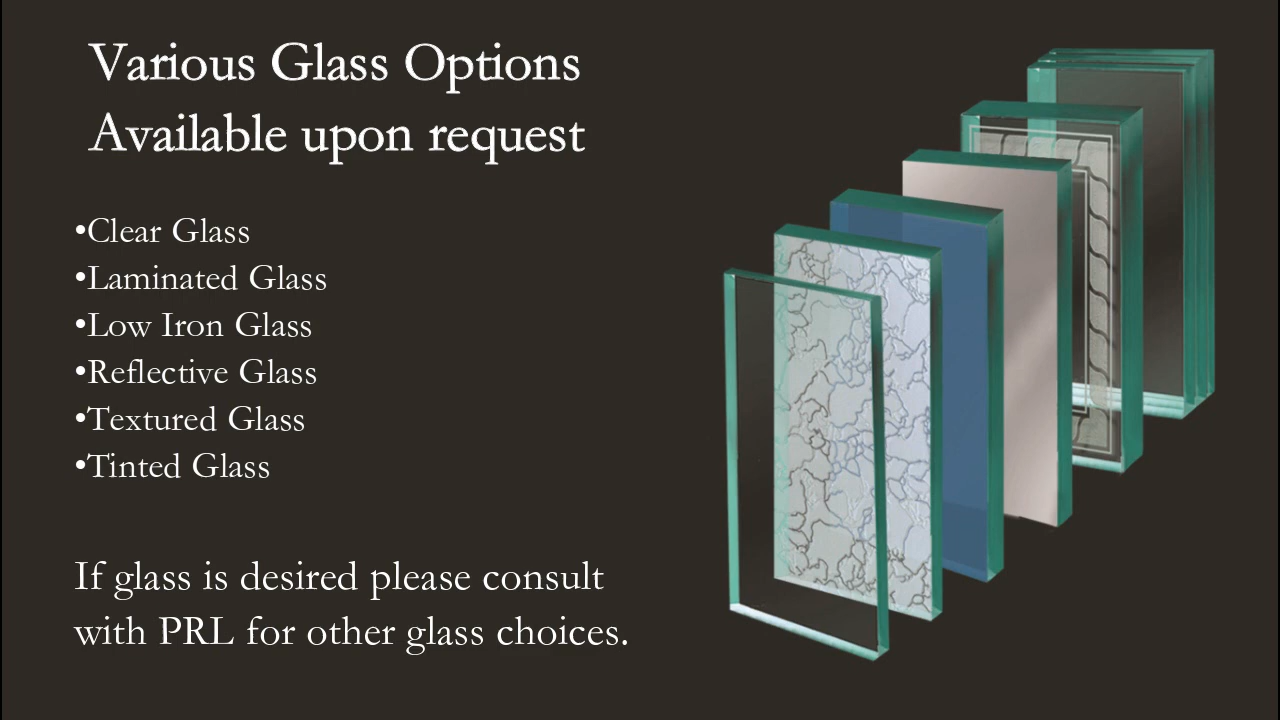 Various Glass Options
Available upon request
•Clear Glass
•Laminated Glass
•Low Iron Glass
•Reflective Glass
•Textured Glass
•Tinted Glass
If glass is desired please consult
with PRL for other glass choices.